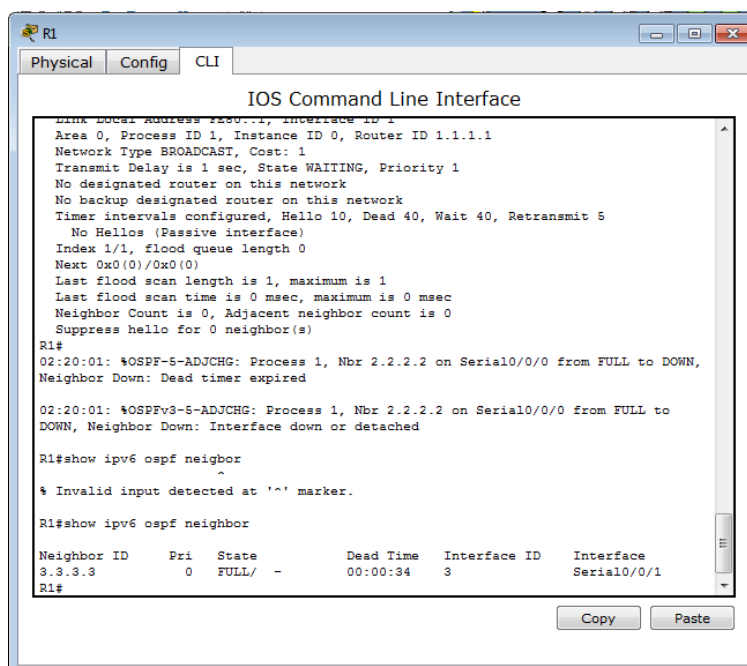 R1
Physical Config CLI
IOS Command Line Interface
Link Local Address FE80::1, Interface ID 1
Area 0, Process ID 1, Instance ID 0, Router ID 1.1.1.1
Network Type BROADCAST, Cost: 1
Transmit Delay is 1 sec, State WAITING, Priority 1
No designated router on this network
No backup designated router on this network
Timer intervals configured, Hello 10, Dead 40, Wait 40, Retransmit 5
No Hellos (Passive interface)
Index 1/1, flood queue length 0
Next 0x0(0)/0x0(0)
Last flood scan length is 1, maximum is 1
Last flood scan time is 0 msec, maximum is 0 msec
Neighbor Count is 0, Adjacent neighbor count is 0
Suppress hello for 0 neighbor(s)
R1#
02:20:01: %OSPF-5-ADJCHG: Process 1, Nbr 2.2.2.2 on Serial0/0/0 from FULL to DOWN,
Neighbor Down: Dead timer expired
02:20:01: %OSPFv3-5-ADJCHG: Process 1, Nbr 2.2.2.2 on Serial0/0/0 from FULL to
DOWN, Neighbor Down: Interface down or detached
R1#show ipv6 ospf neigbor
^
% Invalid input detected at '^' marker.
R1#show ipv6 ospf neighbor
Neighbor ID Pri State Dead Time Interface ID Interface
3.3.3.3 0 FULL/ - 00:00:34 3 Serial0/0/1
R1#
Copy Paste